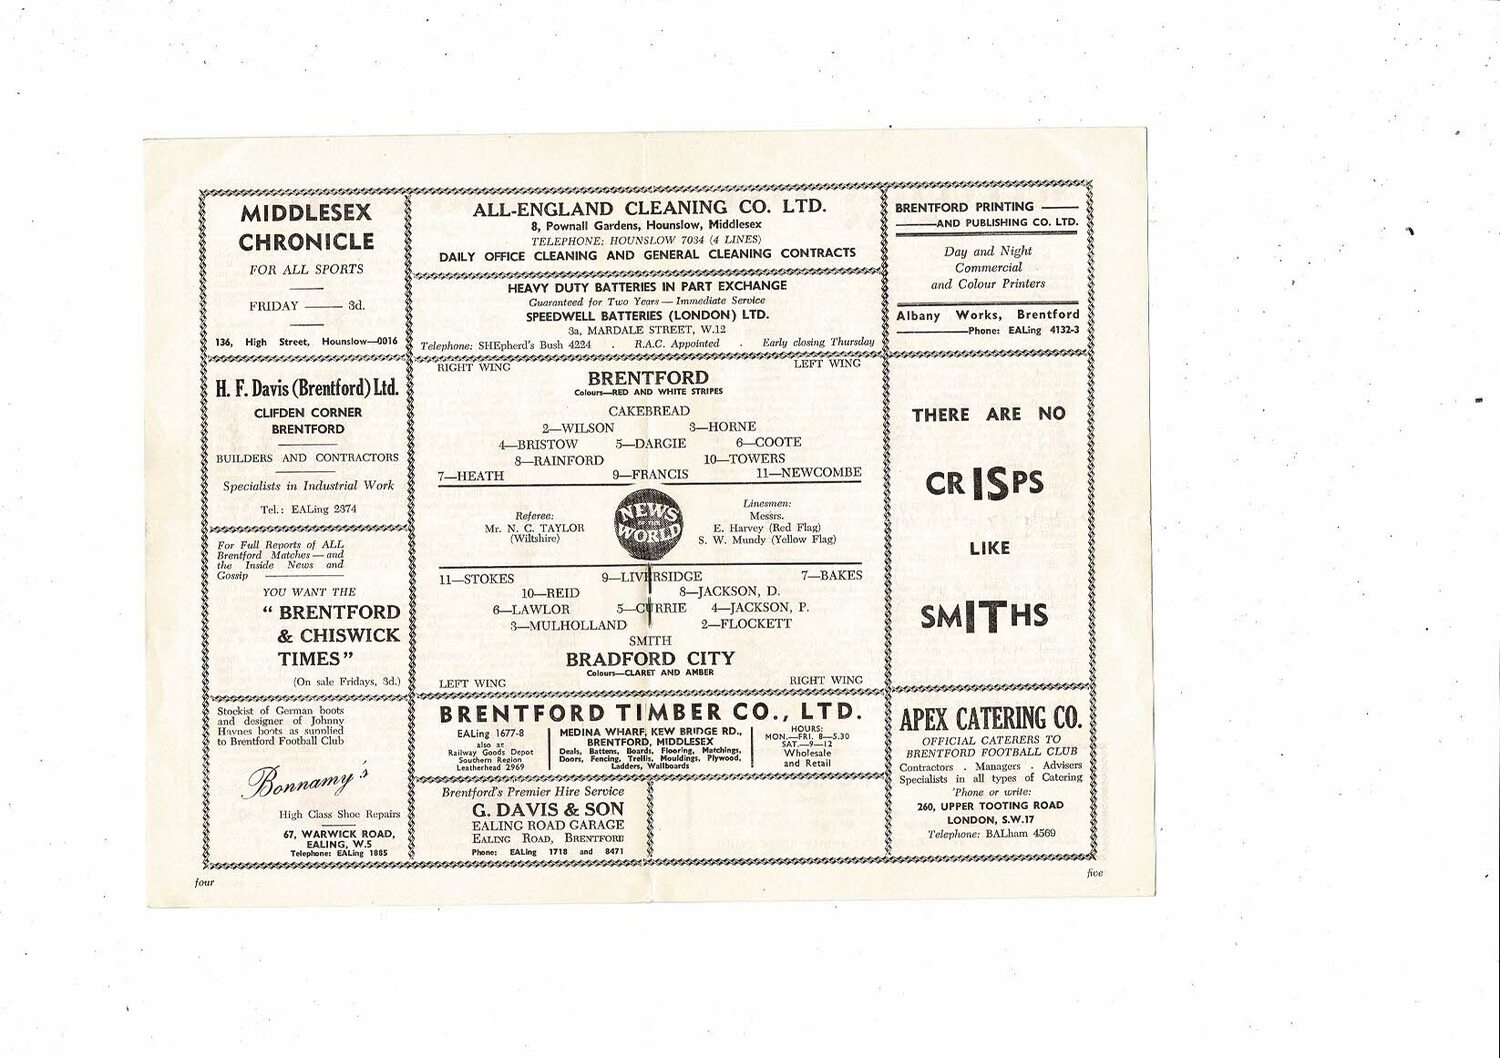 MIDDLESEX
CHRONICLE
FOR ALL SPORTS
FRIDAY —— 3d.
136, High Street, Hounslow—0016
H. F. Davis (Brentford) Ltd.
CLIFDEN CORNER
BRENTFORD
BUILDERS AND CONTRACTORS
Specialists in Industrial Work
Tel.: EALing 2374
For Full Reports of ALL
Brentford Matches — and
the Inside News and
Gossip
YOU WANT THE
“ BRENTFORD
& CHISWICK
TIMES ”
(On sale Fridays, 3d.)
Stockist of German boots
and designer of Johnny
Haynes boots as supplied
to Brentford Football Club
Bonnamy's
High Class Shoe Repairs
67, WARWICK ROAD,
EALING, W.5
Telephone: EALing 1885
four
ALL-ENGLAND CLEANING CO. LTD.
8, Pownall Gardens, Hounslow, Middlesex
TELEPHONE: HOUNSLOW 7034 (4 LINES)
DAILY OFFICE CLEANING AND GENERAL CLEANING CONTRACTS
HEAVY DUTY BATTERIES IN PART EXCHANGE
Guaranteed for Two Years — Immediate Service
SPEEDWELL BATTERIES (LONDON) LTD.
3a, MARDALE STREET, W.12
Telephone: SHEpherd's Bush 4224 . R.A.C. Appointed . Early closing Thursday
RIGHT WING LEFT WING
BRENTFORD
Colours—RED AND WHITE STRIPES
CAKEBREAD
2—WILSON 3—HORNE
4—BRISTOW 5—DARGIE 6—COOTE
8—RAINFORD 10—TOWERS
7—HEATH 9—FRANCIS 11—NEWCOMBE
Referee:
Mr. N. C. TAYLOR
(Wiltshire)
NEWS
OF THE
WORLD
Linesmen:
Messrs.
E. Harvey (Red Flag)
S. W. Mundy (Yellow Flag)
11—STOKES 9—LIVERSIDGE 7—BAKES
10—REID 8—JACKSON, D.
6—LAWLOR 5—CURRIE 4—JACKSON, P.
3—MULHOLLAND 2—FLOCKETT
SMITH
BRADFORD CITY
Colours—CLARET AND AMBER
LEFT WING RIGHT WING
BRENTFORD TIMBER CO., LTD.
EALing 1677-8
also at
Railway Goods Depot
Southern Region
Leatherhead 2969
MEDINA WHARF, KEW BRIDGE RD.,
BRENTFORD, MIDDLESEX
Deals, Battens, Boards, Flooring, Matchings,
Doors, Fencing, Trellis, Mouldings, Plywood,
Ladders, Wallboards
HOURS:
MON.—FRI. 8—5.30
SAT.—9—12
Wholesale
and Retail
Brentford's Premier Hire Service
G. DAVIS & SON
EALING ROAD GARAGE
EALING ROAD, BRENTFORD
Phone: EALing 1718 and 8471
BRENTFORD PRINTING ——
——AND PUBLISHING CO. LTD.
Day and Night
Commercial
and Colour Printers
Albany Works, Brentford
———Phone: EALing 4132-3
THERE ARE NO
CRISPS
LIKE
SMITHS
APEX CATERING CO.
OFFICIAL CATERERS TO
BRENTFORD FOOTBALL CLUB
Contractors . Managers . Advisers
Specialists in all types of Catering
'Phone or write:
260, UPPER TOOTING ROAD
LONDON, S.W.17
Telephone: BALham 4569
five